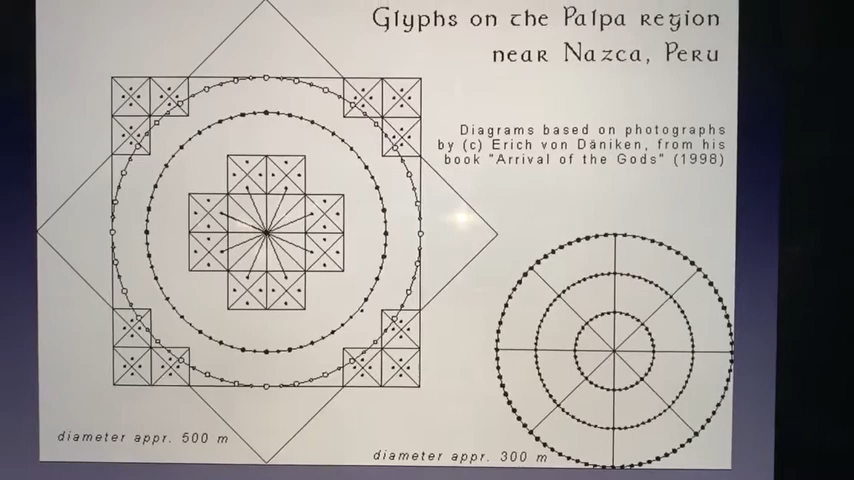 Glyphs on the Palpa region
near Nazca, Peru
Diagrams based on photographs
by (c) Erich von Däniken, from his
book "Arrival of the Gods" (1998)
diameter appr. 500 m
diameter appr. 300 m